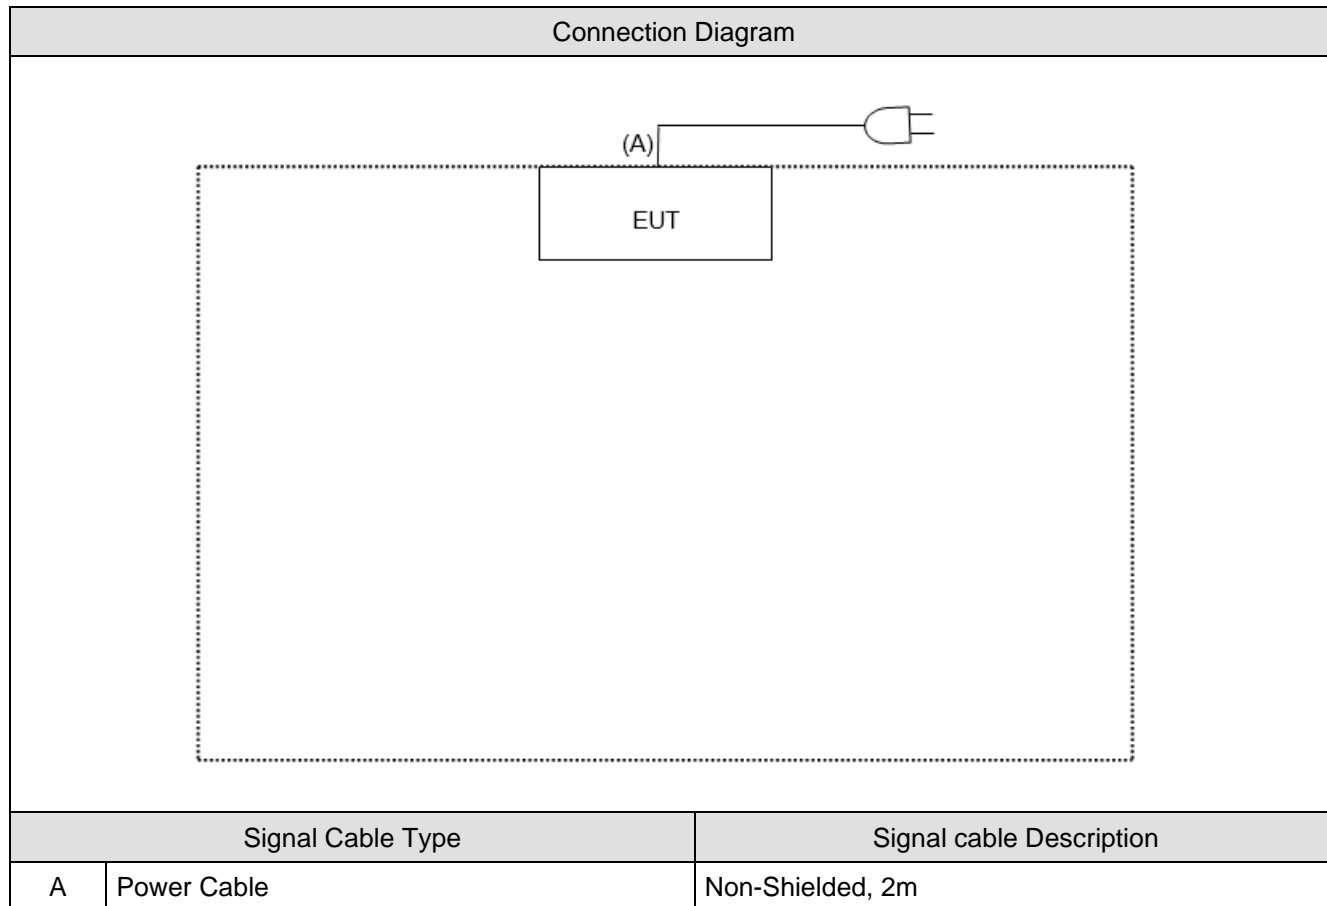 Connection Diagram
(A)
EUT
Signal Cable Type Signal cable Description
A Power Cable Non-Shielded, 2m